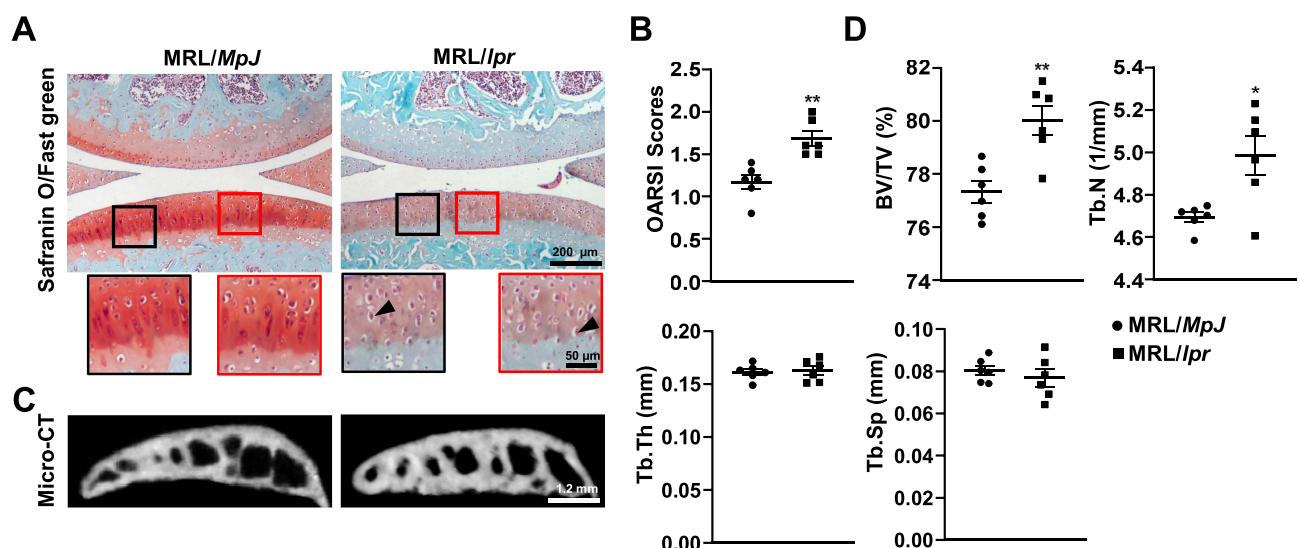 A
MRL/MpJ
MRL/lpr
Safranin O/Fast green
200 µm
50 µm
C
Micro-CT
1.2 mm
B
OARSI Scores
2.5
2.0
1.5
1.0
0.5
0.0
**
D
BV/TV (%)
82
80
78
76
74
**
Tb.N (1/mm)
5.4
5.2
5.0
4.8
4.6
4.4
*
Tb.Th (mm)
0.20
0.15
0.10
0.05
0.00
Tb.Sp (mm)
0.10
0.08
0.06
0.04
0.02
0.00
MRL/MpJ
MRL/lpr